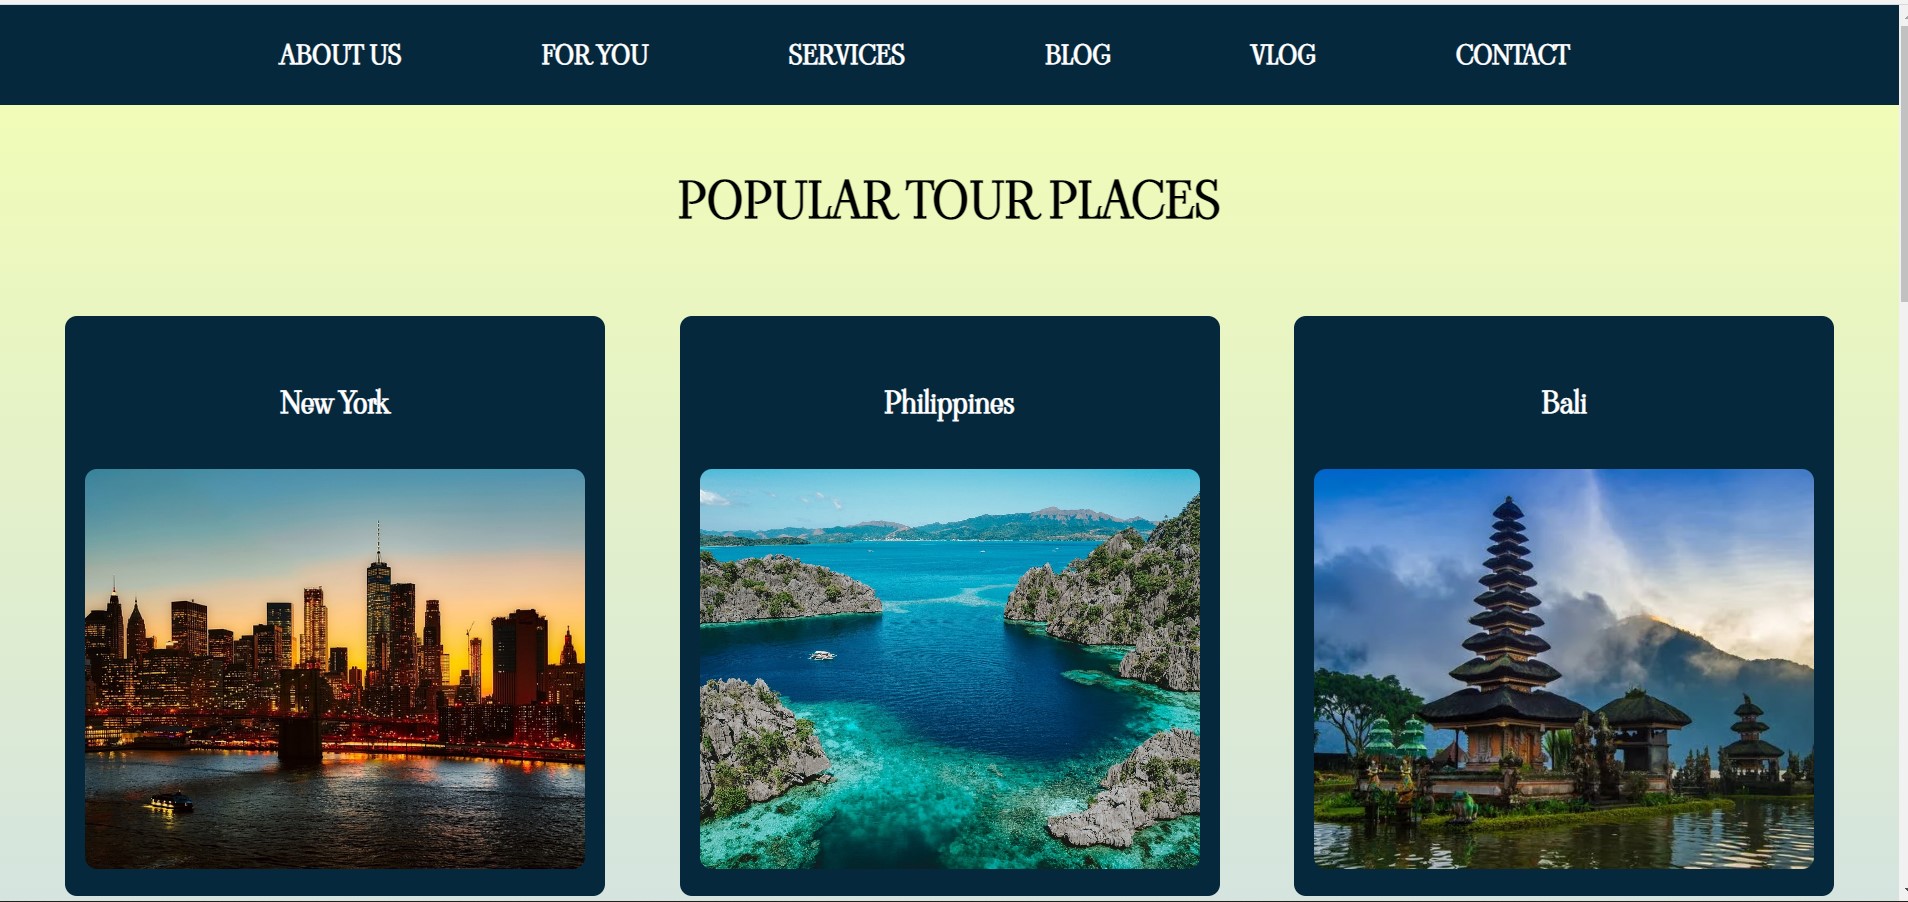 ABOUT US FOR YOU SERVICES BLOG VLOG CONTACT
POPULAR TOUR PLACES
New York
Philippines
Bali